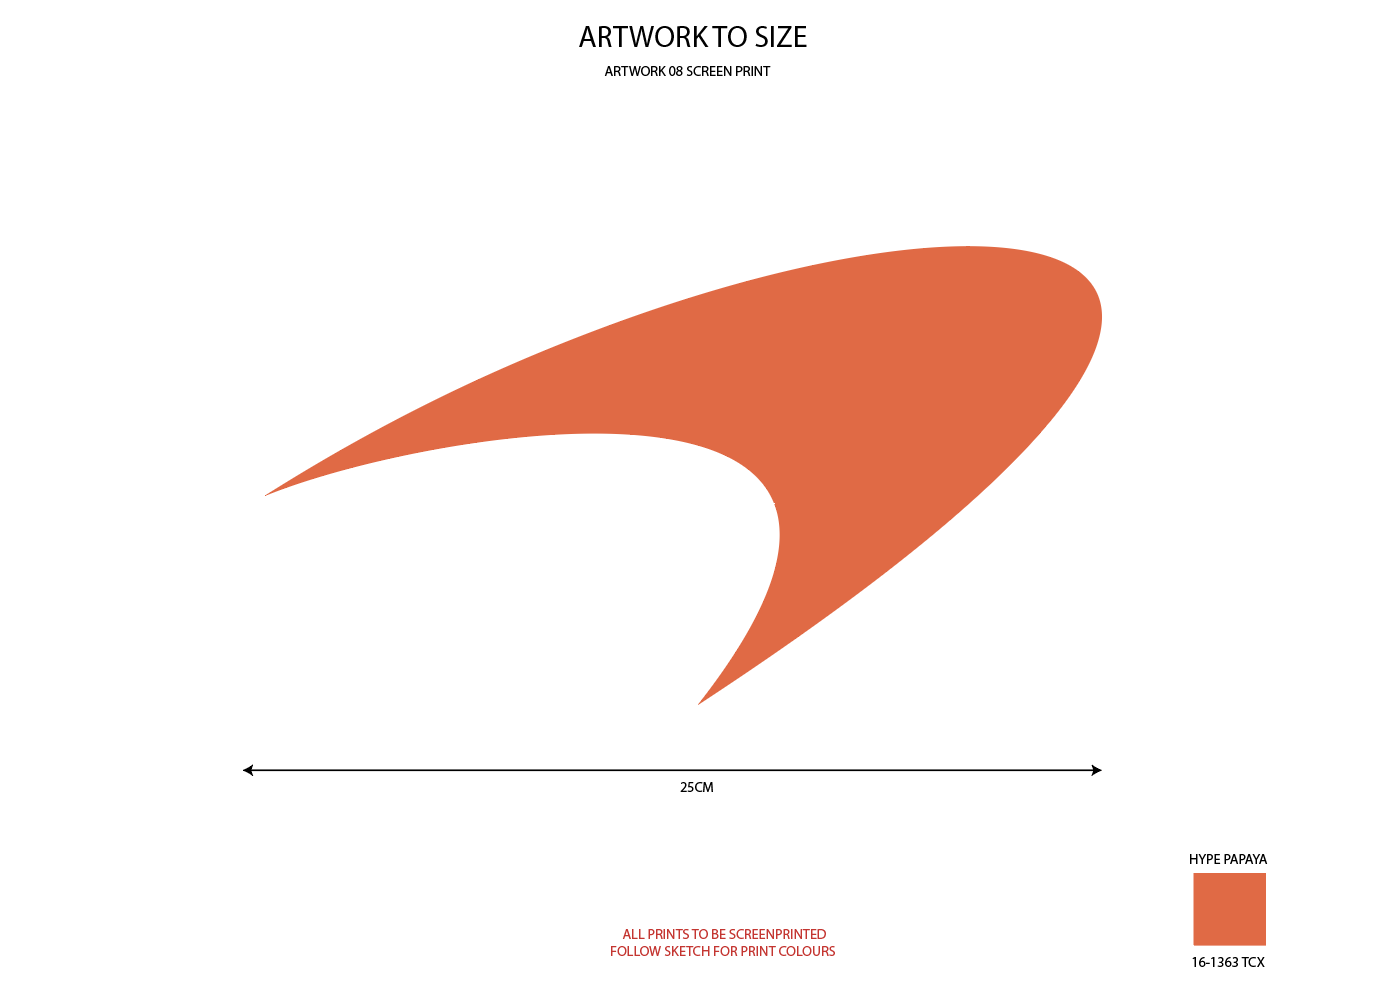 ARTWORK TO SIZE
ARTWORK 08 SCREEN PRINT
25CM
HYPE PAPAYA
16-1363 TCX
ALL PRINTS TO BE SCREENPRINTED
FOLLOW SKETCH FOR PRINT COLOURS